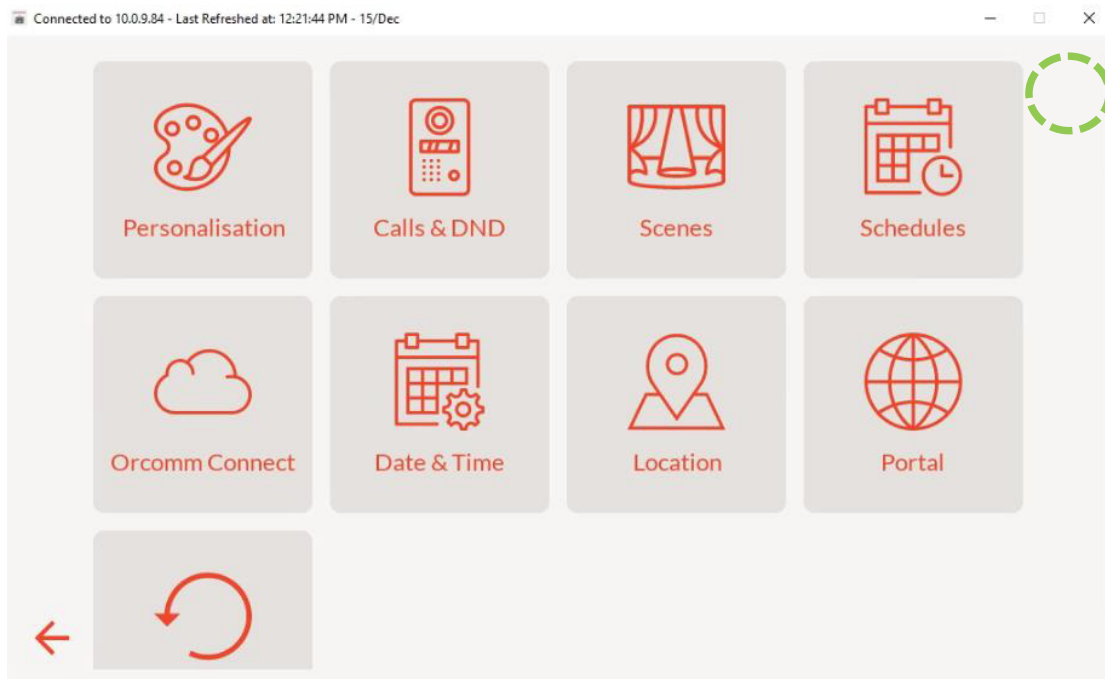 Connected to 10.0.9.84 - Last Refreshed at: 12:21:44 PM - 15/Dec
Personalisation
Calls & DND
Scenes
Schedules
Orcomm Connect
Date & Time
Location
Portal